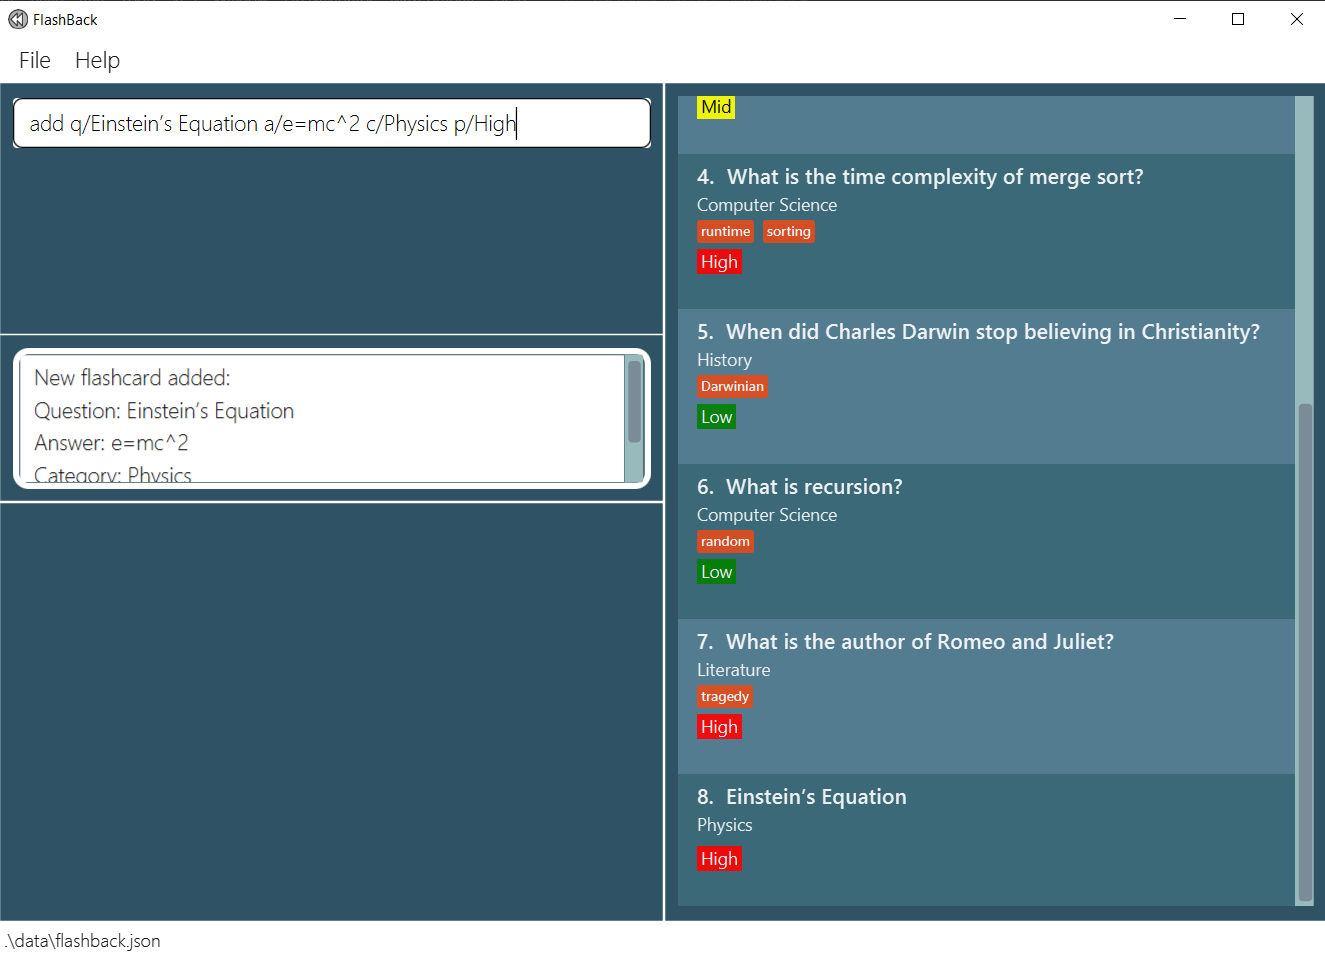 FlashBack
File Help
add q/Einstein’s Equation a/e=mc^2 c/Physics p/High
New flashcard added:
Question: Einstein’s Equation
Answer: e=mc^2
Category: Physics
Mid
4. What is the time complexity of merge sort?
Computer Science
runtime sorting
High
5. When did Charles Darwin stop believing in Christianity?
History
Darwinian
Low
6. What is recursion?
Computer Science
random
Low
7. What is the author of Romeo and Juliet?
Literature
tragedy
High
8. Einstein’s Equation
Physics
High
.\data\flashback.json